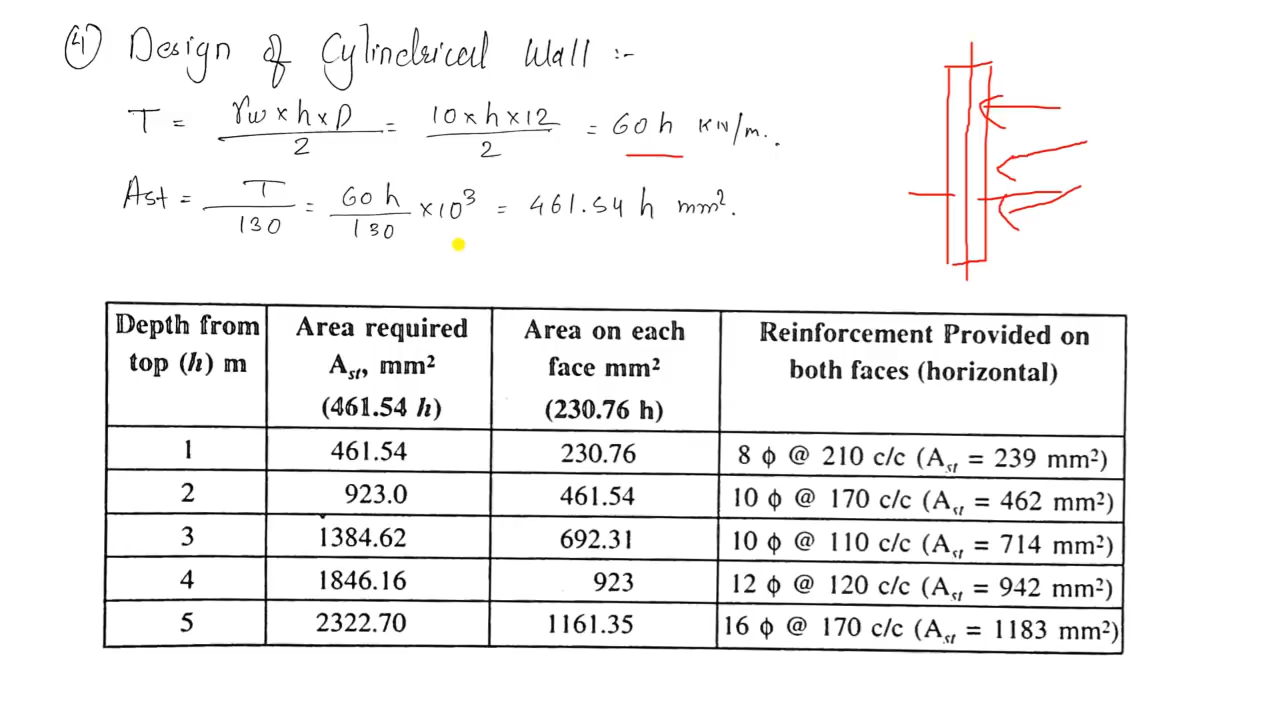 ④ Design of Cylindrical Wall :-
T = γw × h × D / 2 = 10 × h × 12 / 2 = 60 h KN/m.
Ast = T / 130 = 60 h / 130 × 10³ = 461.54 h mm².
Depth from top (h) m | Area required Ast, mm² (461.54 h) | Area on each face mm² (230.76 h) | Reinforcement Provided on both faces (horizontal)
1 | 461.54 | 230.76 | 8 ϕ @ 210 c/c (Ast = 239 mm²)
2 | 923.0 | 461.54 | 10 ϕ @ 170 c/c (Ast = 462 mm²)
3 | 1384.62 | 692.31 | 10 ϕ @ 110 c/c (Ast = 714 mm²)
4 | 1846.16 | 923 | 12 ϕ @ 120 c/c (Ast = 942 mm²)
5 | 2322.70 | 1161.35 | 16 ϕ @ 170 c/c (Ast = 1183 mm²)